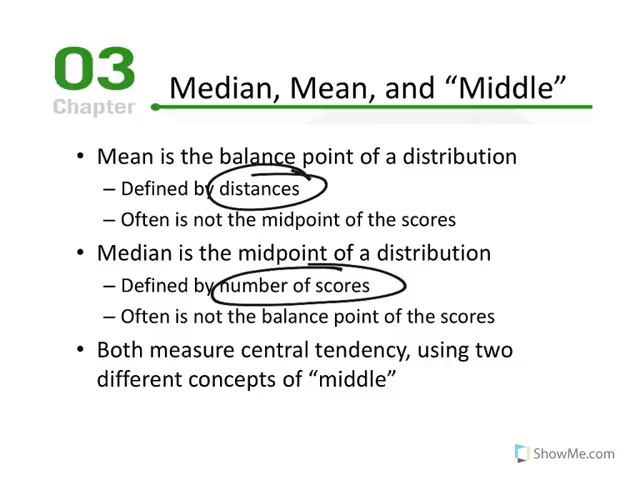 03
Chapter
Median, Mean, and “Middle”
• Mean is the balance point of a distribution
– Defined by distances
– Often is not the midpoint of the scores
• Median is the midpoint of a distribution
– Defined by number of scores
– Often is not the balance point of the scores
• Both measure central tendency, using two
different concepts of “middle”
ShowMe.com